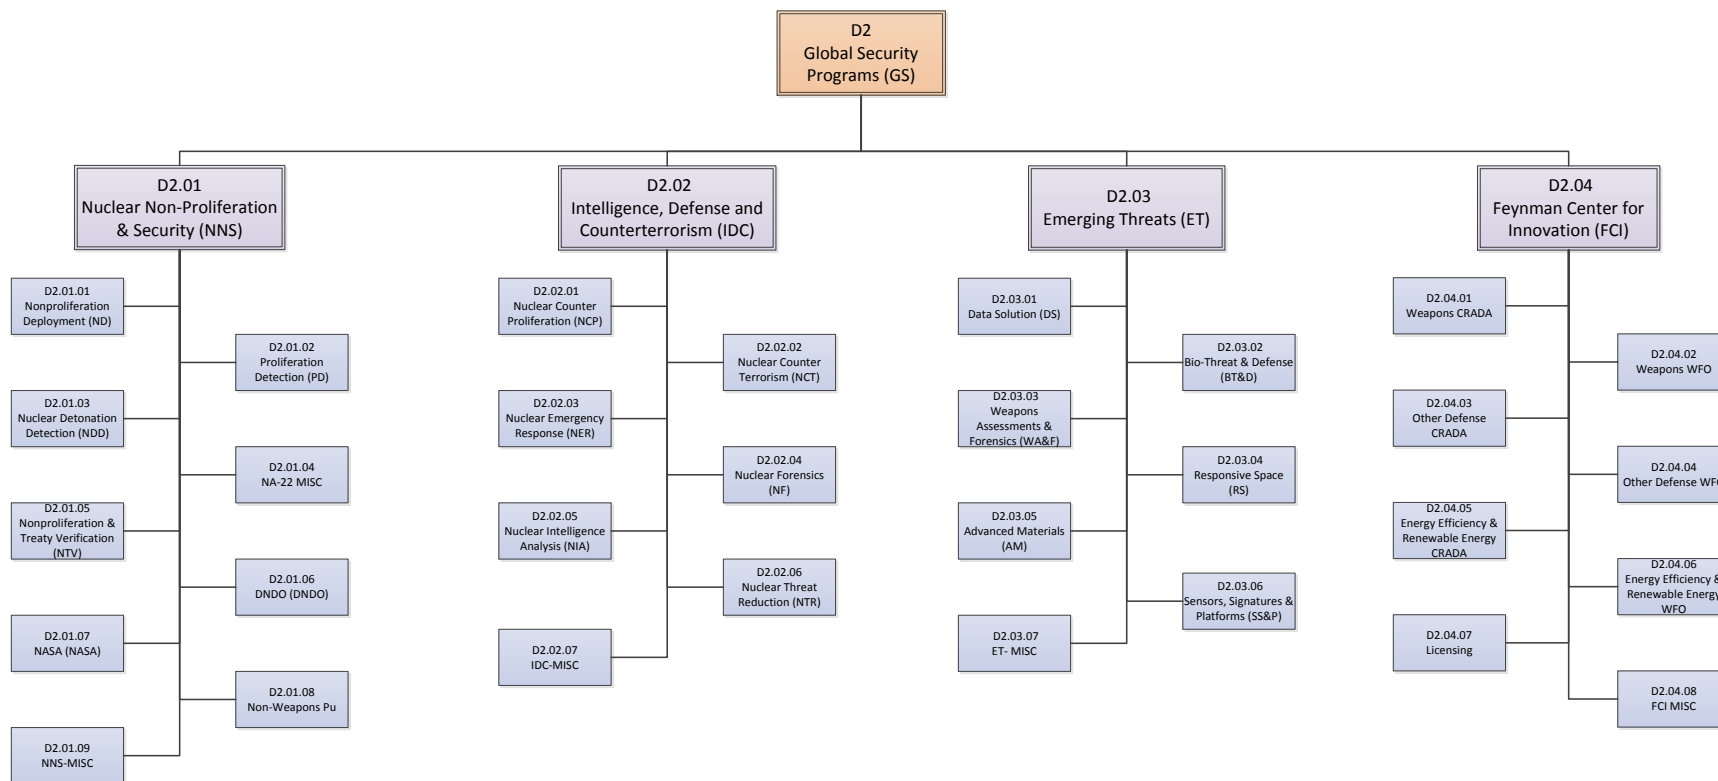 D2
Global Security
Programs (GS)
D2.01
Nuclear Non-Proliferation
& Security (NNS)
D2.01.01
Nonproliferation
Deployment (ND)
D2.01.02
Proliferation
Detection (PD)
D2.01.03
Nuclear Detonation
Detection (NDD)
D2.01.04
NA-22 MISC
D2.01.05
Nonproliferation &
Treaty Verification
(NTV)
D2.01.06
DNDO (DNDO)
D2.01.07
NASA (NASA)
D2.01.08
Non-Weapons Pu
D2.01.09
NNS-MISC
D2.02
Intelligence, Defense and
Counterterrorism (IDC)
D2.02.01
Nuclear Counter
Proliferation (NCP)
D2.02.02
Nuclear Counter
Terrorism (NCT)
D2.02.03
Nuclear Emergency
Response (NER)
D2.02.04
Nuclear Forensics
(NF)
D2.02.05
Nuclear Intelligence
Analysis (NIA)
D2.02.06
Nuclear Threat
Reduction (NTR)
D2.02.07
IDC-MISC
D2.03
Emerging Threats (ET)
D2.03.01
Data Solution (DS)
D2.03.02
Bio-Threat & Defense
(BT&D)
D2.03.03
Weapons
Assessments &
Forensics (WA&F)
D2.03.04
Responsive Space
(RS)
D2.03.05
Advanced Materials
(AM)
D2.03.06
Sensors, Signatures &
Platforms (SS&P)
D2.03.07
ET- MISC
D2.04
Feynman Center for
Innovation (FCI)
D2.04.01
Weapons CRADA
D2.04.02
Weapons WFO
D2.04.03
Other Defense
CRADA
D2.04.04
Other Defense WFO
D2.04.05
Energy Efficiency &
Renewable Energy
CRADA
D2.04.06
Energy Efficiency &
Renewable Energy
WFO
D2.04.07
Licensing
D2.04.08
FCI MISC